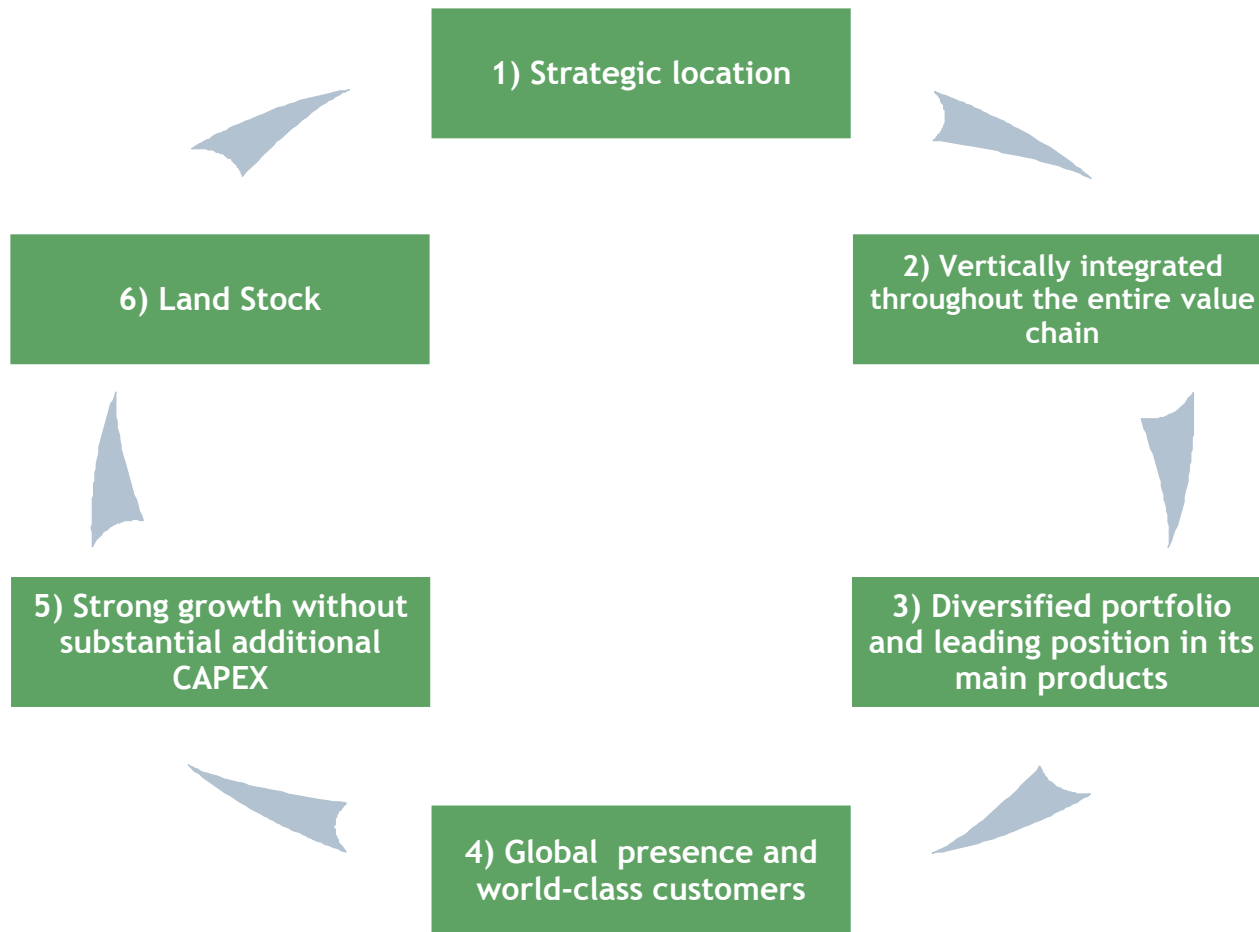 1) Strategic location
2) Vertically integrated
throughout the entire value
chain
3) Diversified portfolio
and leading position in its
main products
4) Global  presence and
world-class customers
5) Strong growth without
substantial additional
CAPEX
6) Land Stock